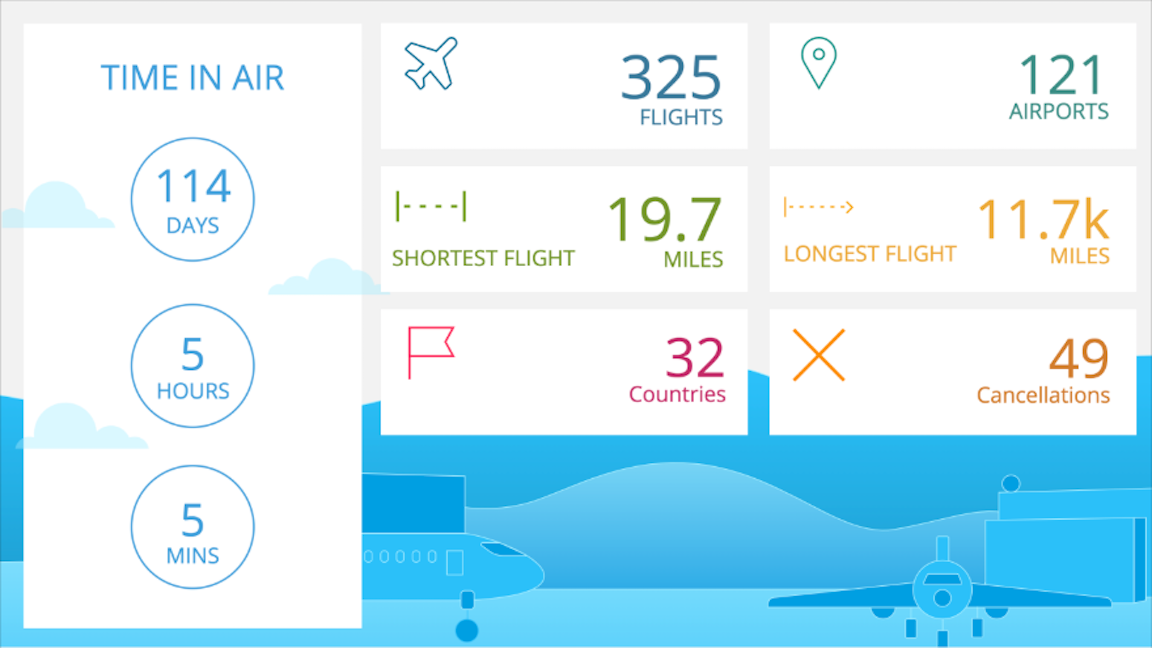 TIME IN AIR
114
DAYS
5
HOURS
5
MINS
325
FLIGHTS
121
AIRPORTS
SHORTEST FLIGHT
19.7
MILES
LONGEST FLIGHT
11.7k
MILES
32
Countries
49
Cancellations